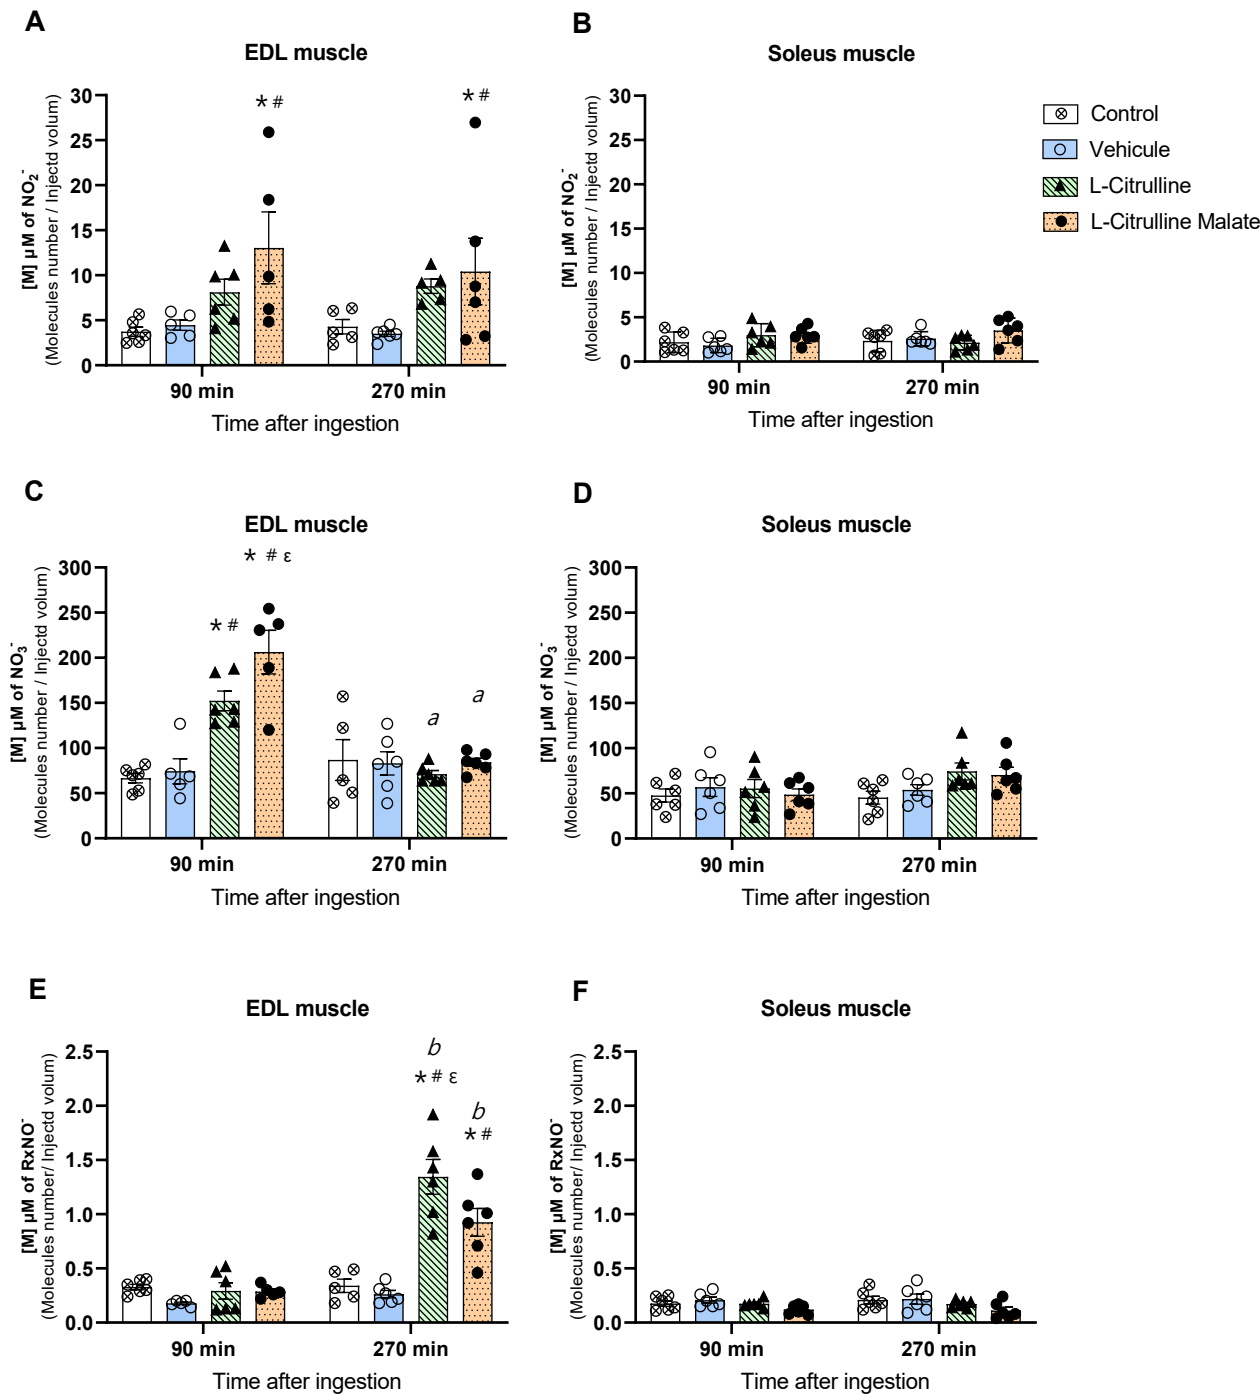 A
EDL muscle
[M] µM of NO2-
(Molecules number / Injectd volum)
30
25
20
15
10
5
0
* #
* #
90 min
270 min
Time after ingestion
B
Soleus muscle
[M] µM of NO2-
(Molecules number / Injectd volum)
30
25
20
15
10
5
0
90 min
270 min
Time after ingestion
Control
Vehicule
L-Citrulline
L-Citrulline Malate
C
EDL muscle
[M] µM of NO3-
(Molecules number / Injectd volum)
300
250
200
150
100
50
0
* #
* # ε
a
a
90 min
270 min
Time after ingestion
D
Soleus muscle
[M] µM of NO3-
(Molecules number / Injectd volum)
300
250
200
150
100
50
0
90 min
270 min
Time after ingestion
E
EDL muscle
[M] µM of RxNO-
(Molecules number/ Injectd volum)
2.5
2.0
1.5
1.0
0.5
0.0
b
* # ε
b
* #
90 min
270 min
Time after ingestion
F
Soleus muscle
[M] µM of RxNO-
(Molecules number/ Injectd volum)
2.5
2.0
1.5
1.0
0.5
0.0
90 min
270 min
Time after ingestion